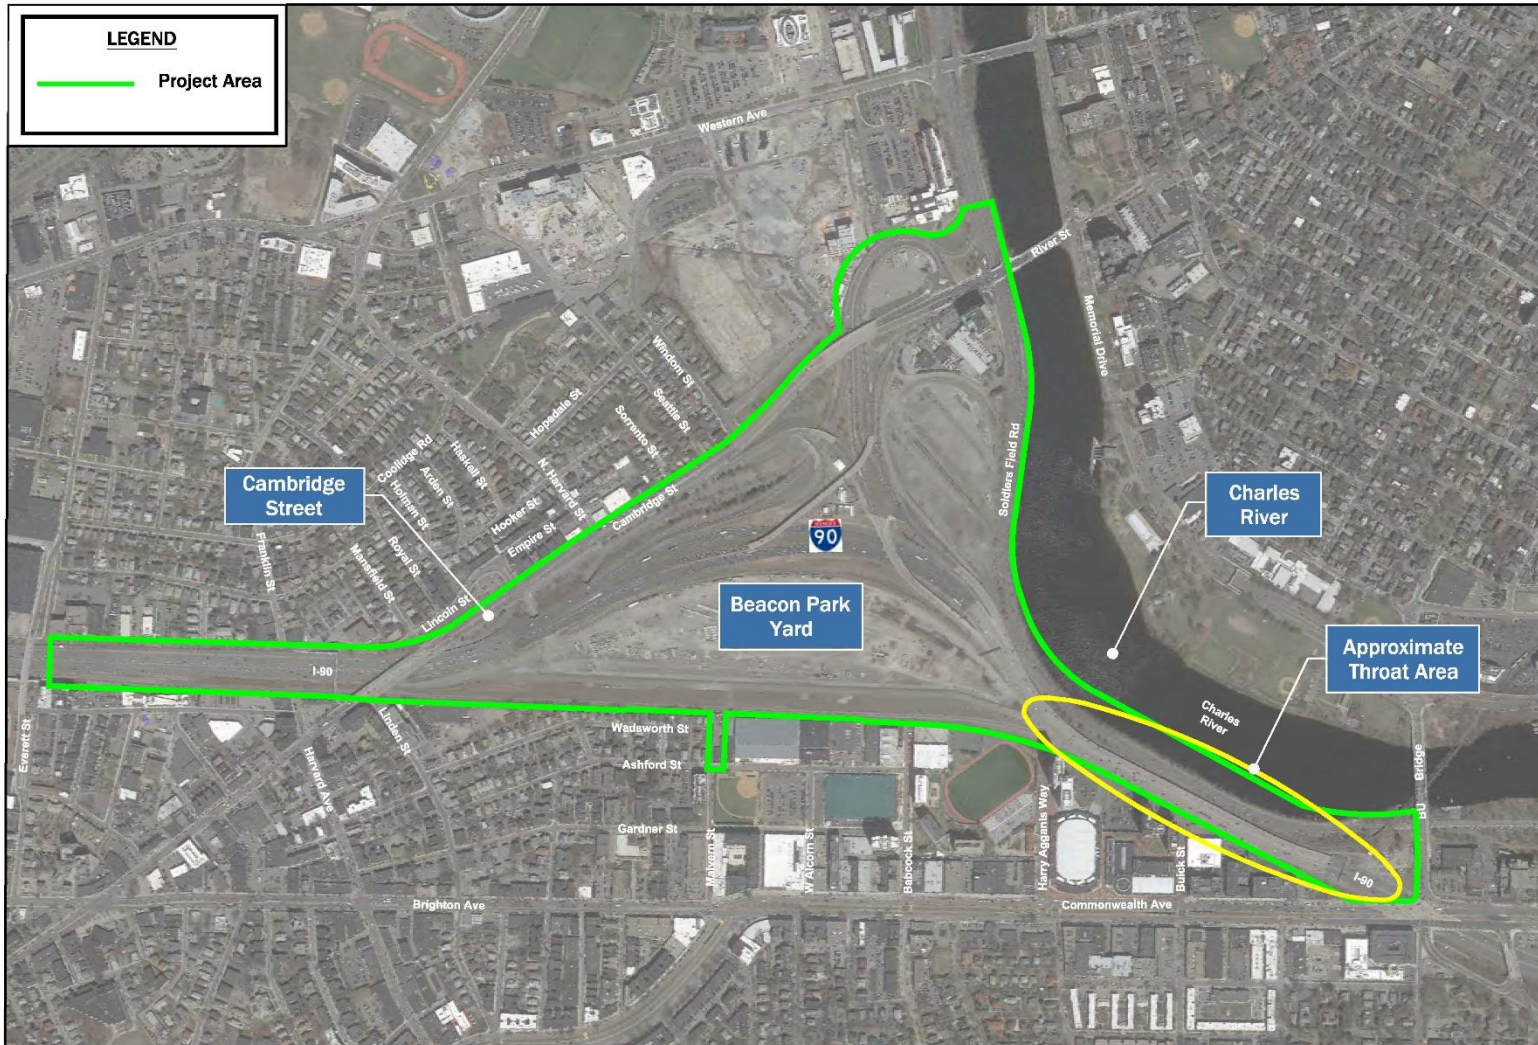 LEGEND
Project Area
Western Ave
River St
Memorial Drive
Soldiers Field Rd
Windom St
Seattle St
Sorrento St
Hopedale St
N. Harvard St
Haskell St
Coolidge Rd
Arden St
Holman St
Hooker St
Empire St
Royal St
Mansfield St
Franklin St
Lincoln St
Cambridge St
Cambridge
Street
Charles
River
90
Beacon Park
Yard
Approximate
Throat Area
Charles
River
I-90
Everett St
Linden St
Harvard Ave
Wadsworth St
Ashford St
Gardner St
Malvern St
W Alcorn St
Babcock St
Harry Agganis Way
Buick St
I-90
BU Bridge
Brighton Ave
Commonwealth Ave